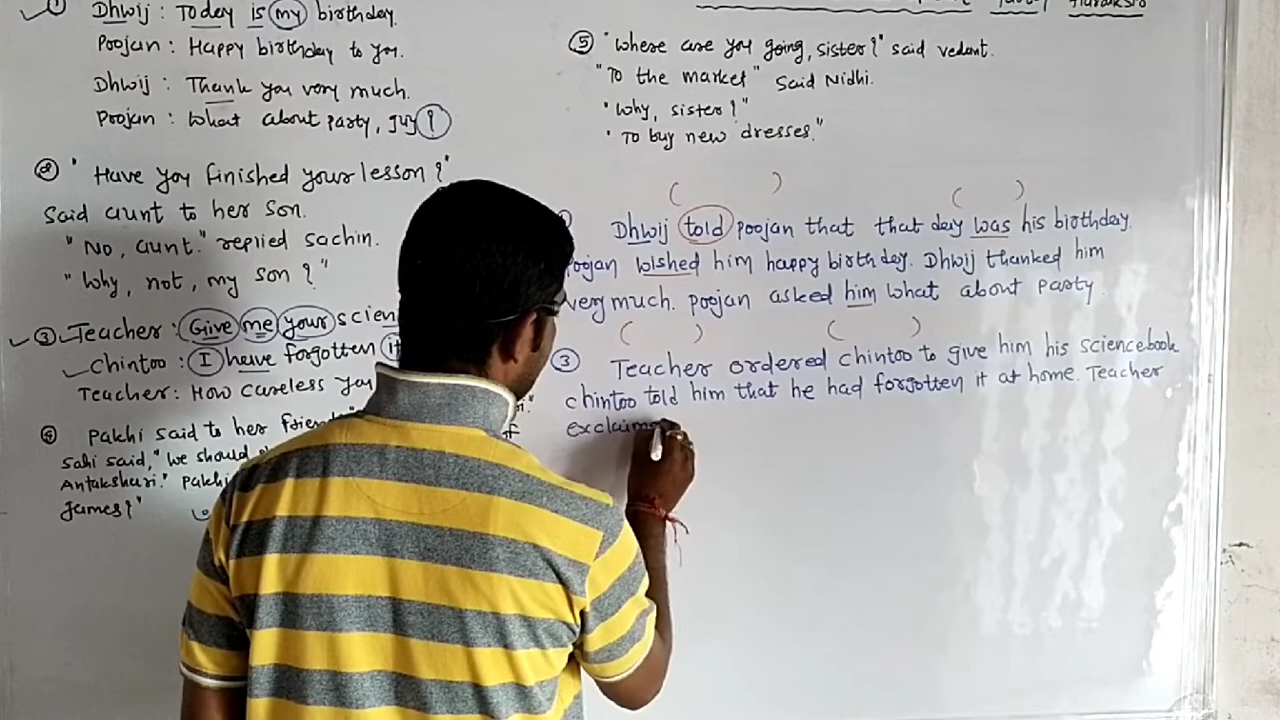 ① Dhwij : Today is my birthday.
Poojan : Happy birthday to you.
Dhwij : Thank you very much.
Poojan : What about party, guy?
② "Have you finished your lesson?"
Said aunt to her son.
"No, aunt." replied sachin.
"Why, not, my son?"
③ Teacher : Give me your scien
Chintoo : I have forgotten it
Teacher : How careless you
④ Pakhi said to her friend
Sahi said, "We should
Antakshari." Pakhi
games?"
⑤ "Where are you going, sister?" said vedant.
"To the market" Said Nidhi.
"Why, sister?"
"To buy new dresses."
Dhwij told poojan that that day was his birthday.
Poojan wished him happy birthday. Dhwij thanked him
very much. poojan asked him what about party.
③ Teacher ordered chintoo to give him his sciencebook
chintoo told him that he had forgotten it at home. Teacher
exclaime